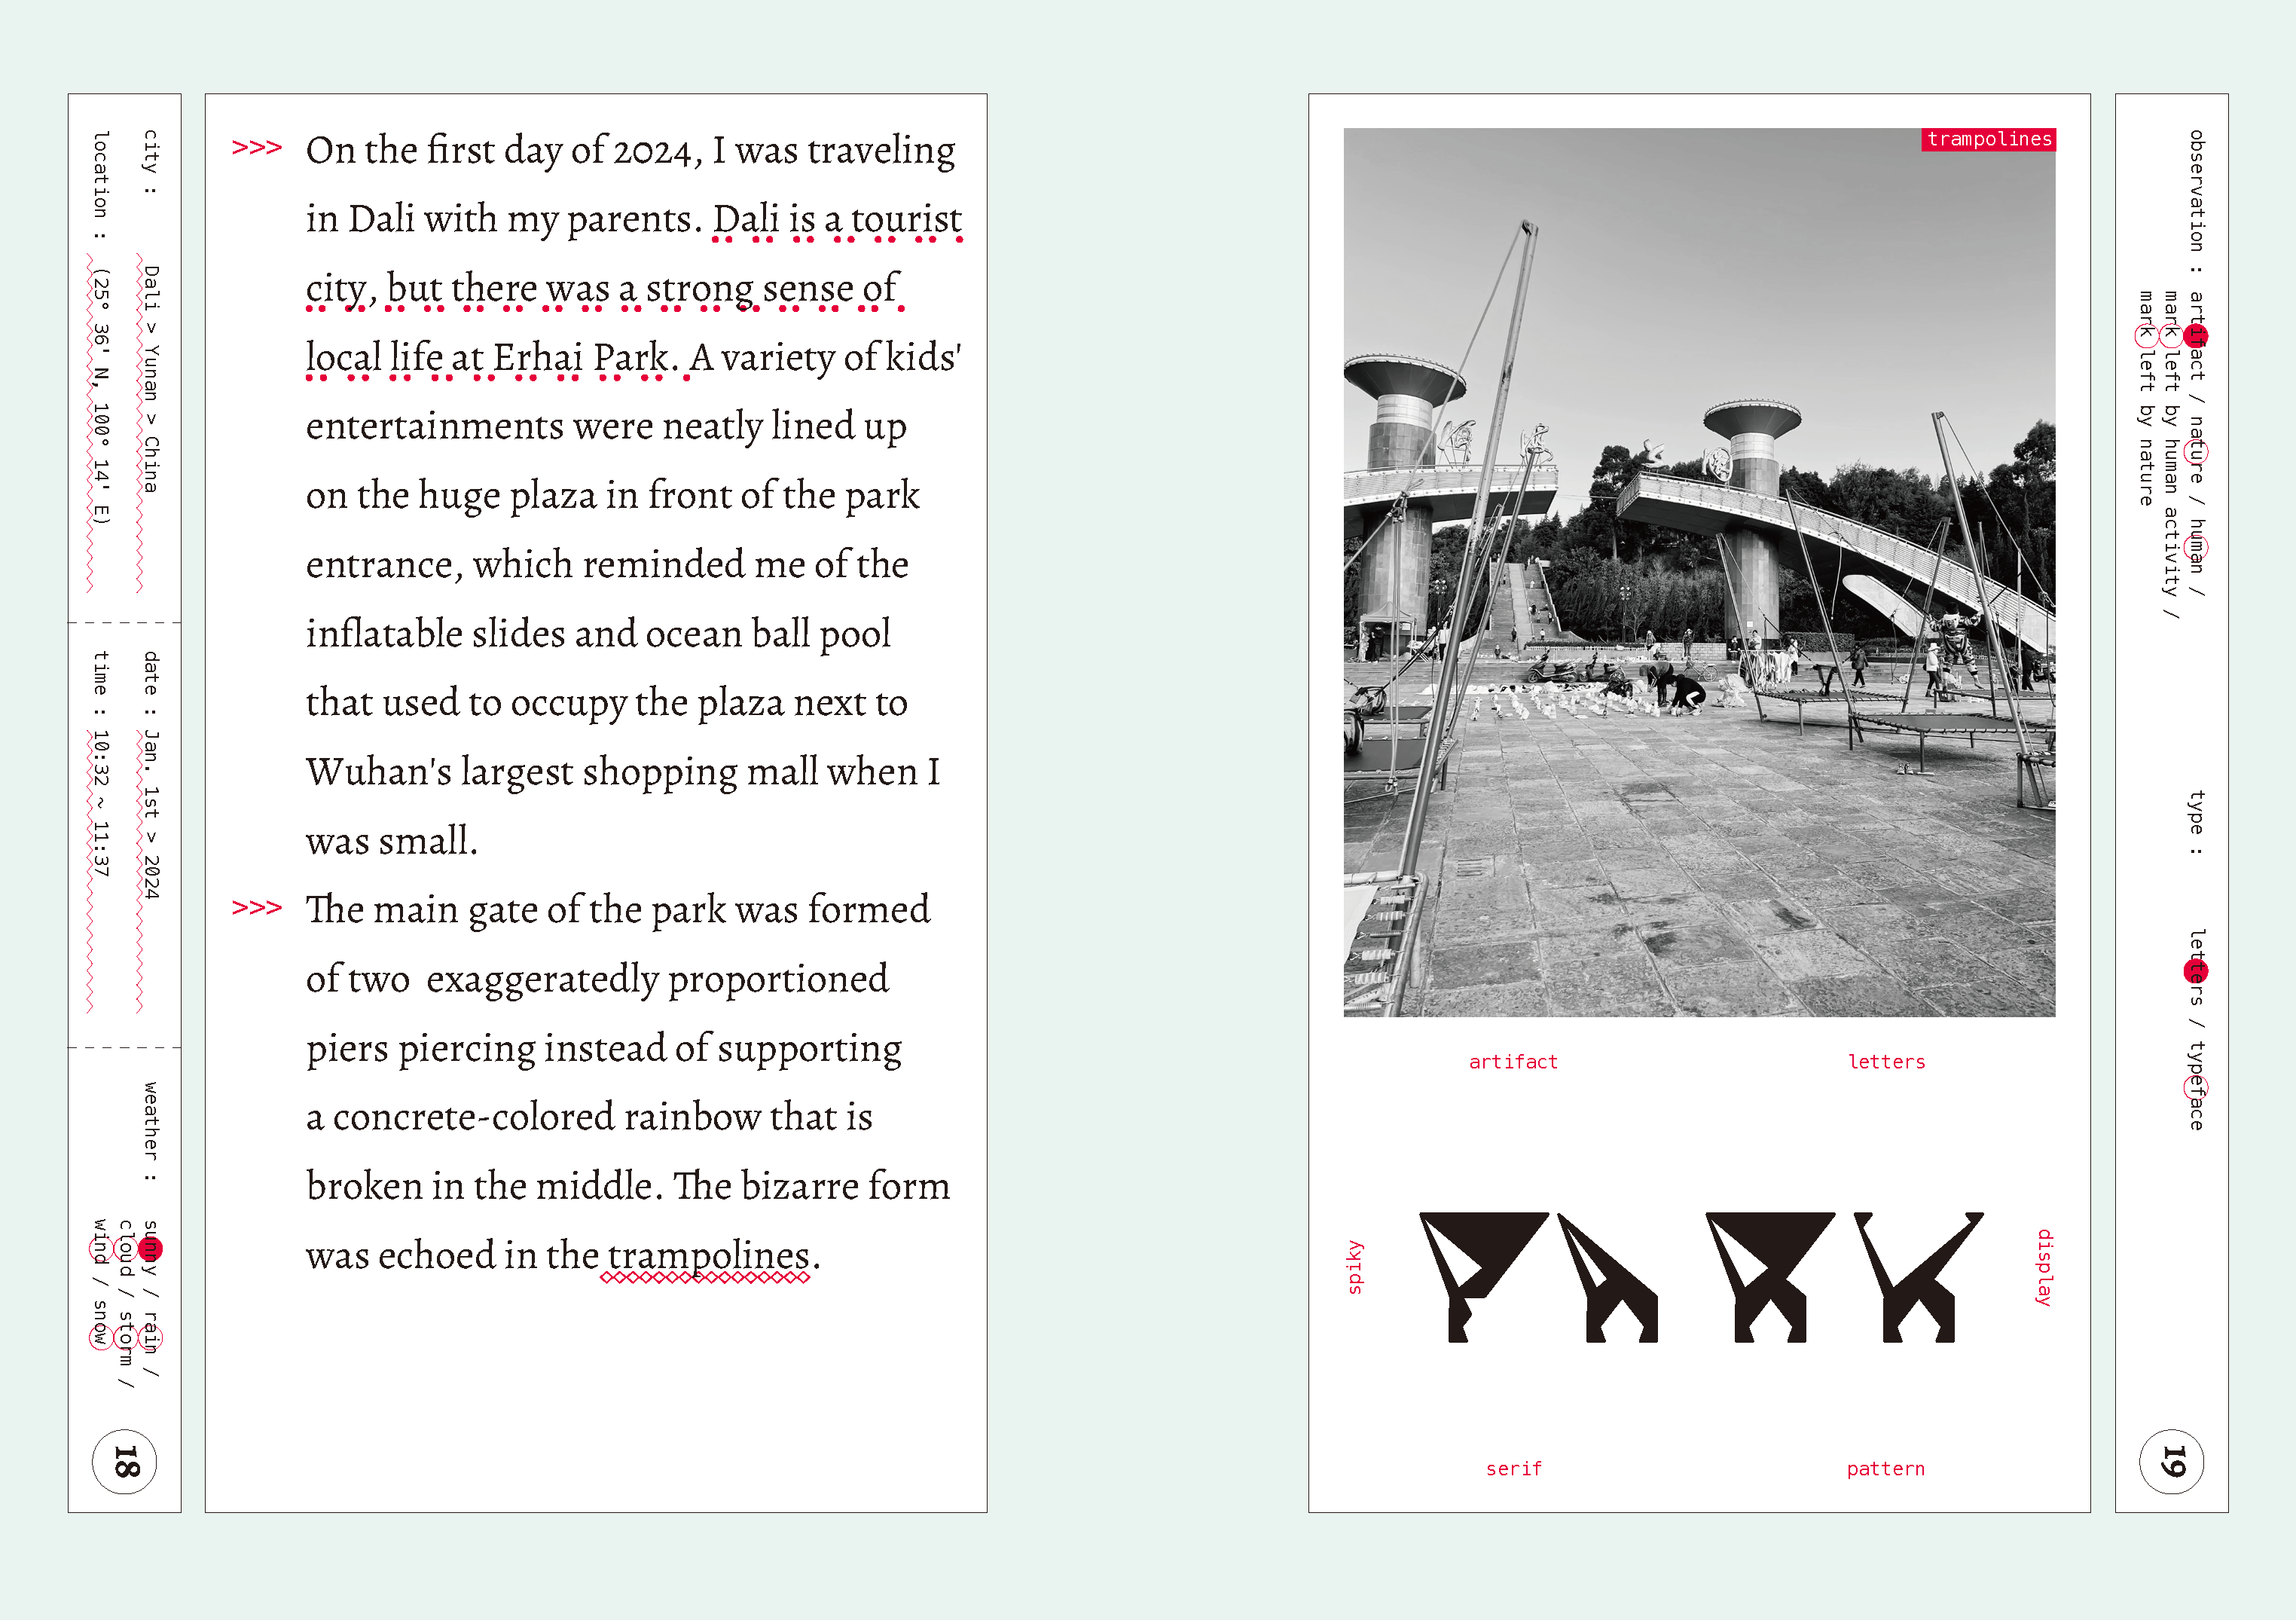 city : Dali > Yunan > China
location : (25° 36' N, 100° 14' E)
date : Jan. 1st > 2024
time : 10:32 ~ 11:37
weather : sunny / rain /
cloud / storm /
wind / snow
18
>>> On the first day of 2024, I was traveling
in Dali with my parents. Dali is a tourist
city, but there was a strong sense of
local life at Erhai Park. A variety of kids'
entertainments were neatly lined up
on the huge plaza in front of the park
entrance, which reminded me of the
inflatable slides and ocean ball pool
that used to occupy the plaza next to
Wuhan's largest shopping mall when I
was small.
>>> The main gate of the park was formed
of two exaggeratedly proportioned
piers piercing instead of supporting
a concrete-colored rainbow that is
broken in the middle. The bizarre form
was echoed in the trampolines.
trampolines
artifact
letters
spiky
PARK
display
serif
pattern
observation : artifact / nature / human /
mark left by human activity /
mark left by nature
type : letters / typeface
19